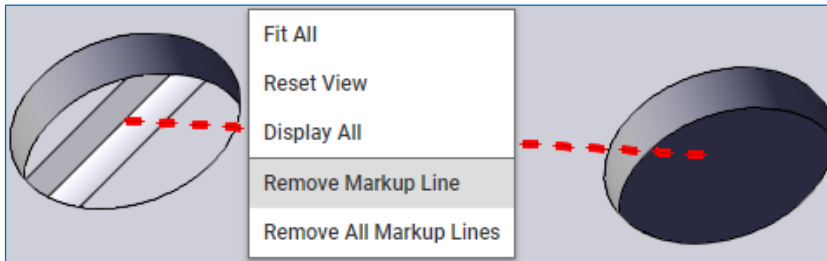 Fit All
Reset View
Display All
Remove Markup Line
Remove All Markup Lines